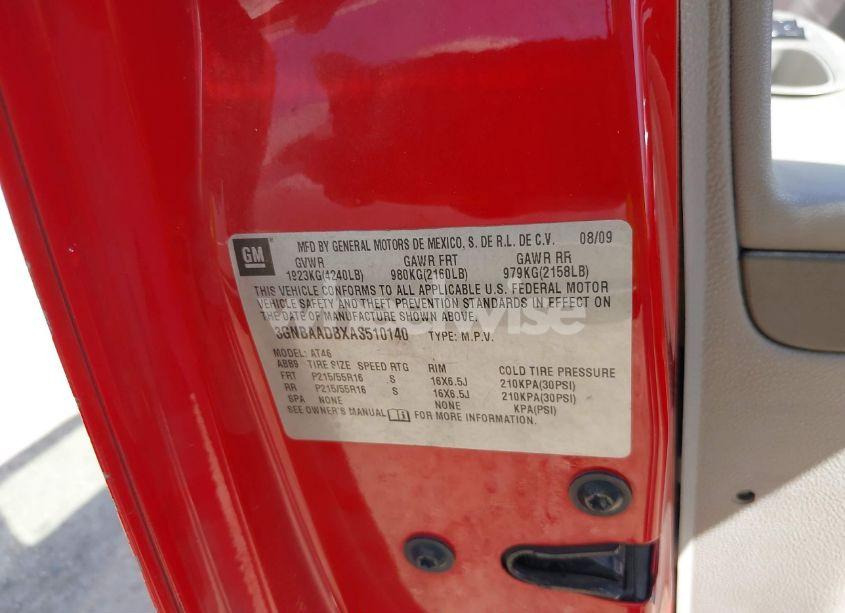 GM
MFD BY GENERAL MOTORS DE MEXICO, S. DE R.L. DE C.V. 08/09
GVWR GAWR FRT GAWR RR
1923KG(4240LB) 980KG(2160LB) 979KG(2158LB)
THIS VEHICLE CONFORMS TO ALL APPLICABLE U.S. FEDERAL MOTOR
VEHICLE SAFETY AND THEFT PREVENTION STANDARDS IN EFFECT ON
THE DATE OF MANUFACTURE SHOWN ABOVE.
3GNBAADBXAS510140 TYPE: M.P.V.
MODEL: AT46
ABB9 TIRE SIZE SPEED RTG RIM COLD TIRE PRESSURE
FRT P215/55R16 S 16X6.5J 210KPA(30PSI)
RR P215/55R16 S 16X6.5J 210KPA(30PSI)
SPA NONE NONE KPA(PSI)
SEE OWNER'S MANUAL FOR MORE INFORMATION.